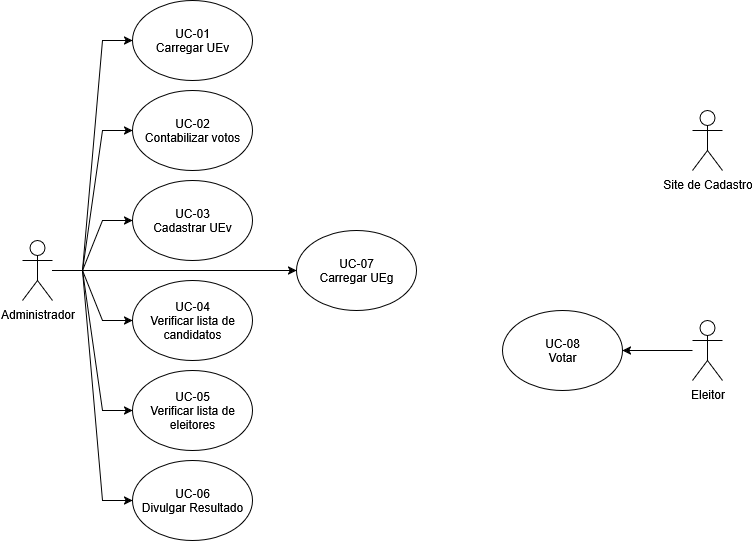 UC-01
Carregar UEv
UC-02
Contabilizar votos
UC-03
Cadastrar UEv
UC-07
Carregar UEg
UC-04
Verificar lista de
candidatos
UC-05
Verificar lista de
eleitores
UC-06
Divulgar Resultado
Administrador
Site de Cadastro
UC-08
Votar
Eleitor